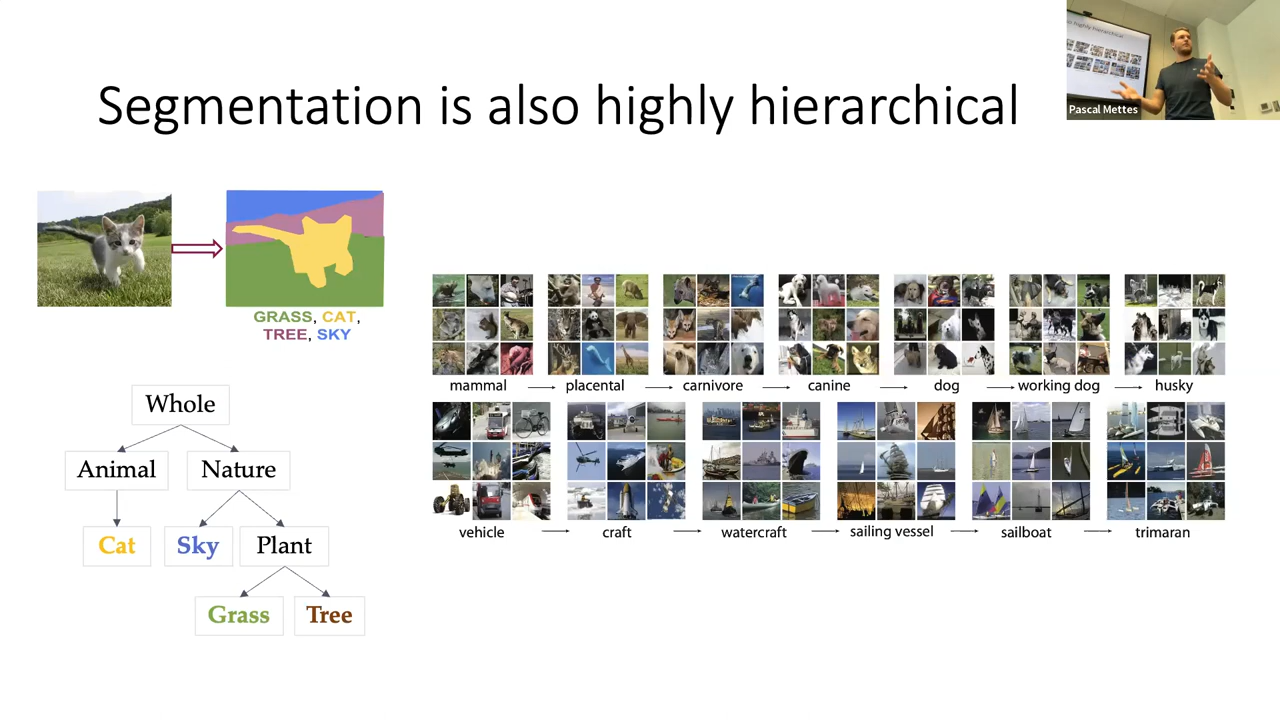 Segmentation is also highly hierarchical
Pascal Mettes
GRASS, CAT,
TREE, SKY
Whole
Animal
Nature
Cat
Sky
Plant
Grass
Tree
mammal
placental
carnivore
canine
dog
working dog
husky
vehicle
craft
watercraft
sailing vessel
sailboat
trimaran